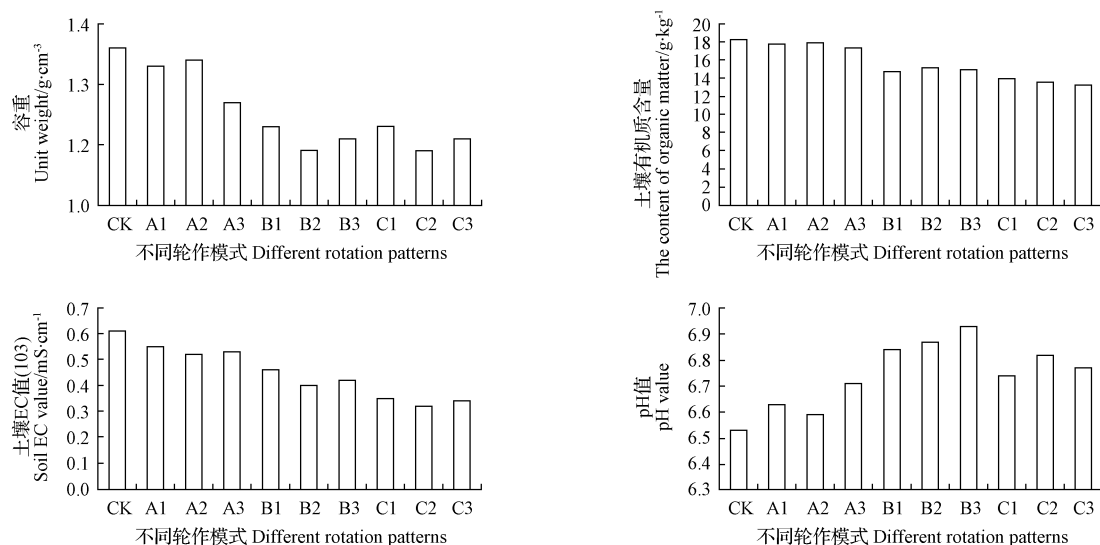 容重
Unit weight/g·cm⁻³
1.4
1.3
1.2
1.0
CK A1 A2 A3 B1 B2 B3 C1 C2 C3
不同轮作模式 Different rotation patterns
土壤有机质含量
The content of organic matter/g·kg⁻¹
20
18
16
14
12
10
8
6
4
2
0
CK A1 A2 A3 B1 B2 B3 C1 C2 C3
不同轮作模式 Different rotation patterns
土壤EC值(103)
Soil EC value/mS·cm⁻¹
0.7
0.6
0.5
0.4
0.3
0.2
0.1
0.0
CK A1 A2 A3 B1 B2 B3 C1 C2 C3
不同轮作模式 Different rotation patterns
pH值
pH value
7.0
6.9
6.8
6.7
6.6
6.5
6.4
6.3
CK A1 A2 A3 B1 B2 B3 C1 C2 C3
不同轮作模式 Different rotation patterns